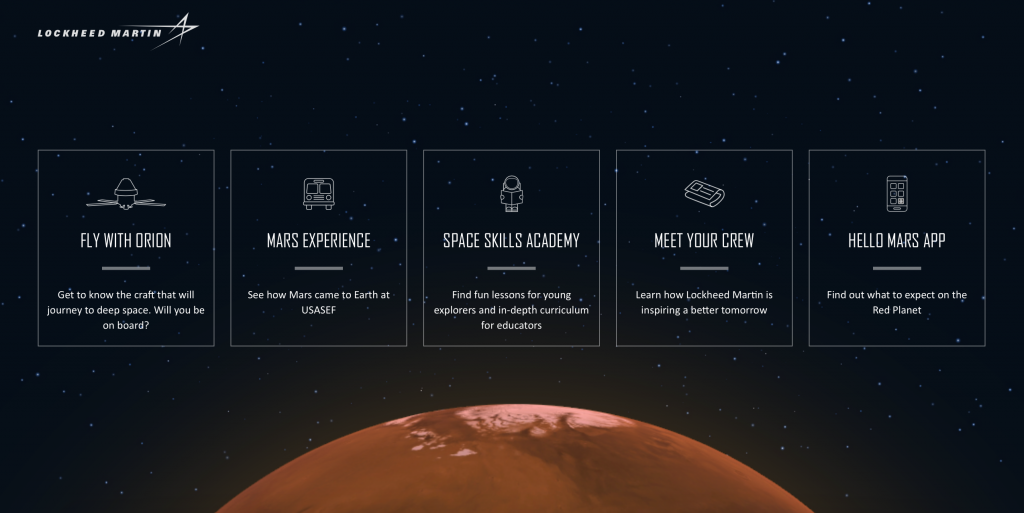 LOCKHEED MARTIN
FLY WITH ORION
Get to know the craft that will
journey to deep space. Will you be
on board?
MARS EXPERIENCE
See how Mars came to Earth at
USASEF
SPACE SKILLS ACADEMY
Find fun lessons for young
explorers and in-depth curriculum
for educators
MEET YOUR CREW
Learn how Lockheed Martin is
inspiring a better tomorrow
HELLO MARS APP
Find out what to expect on the
Red Planet